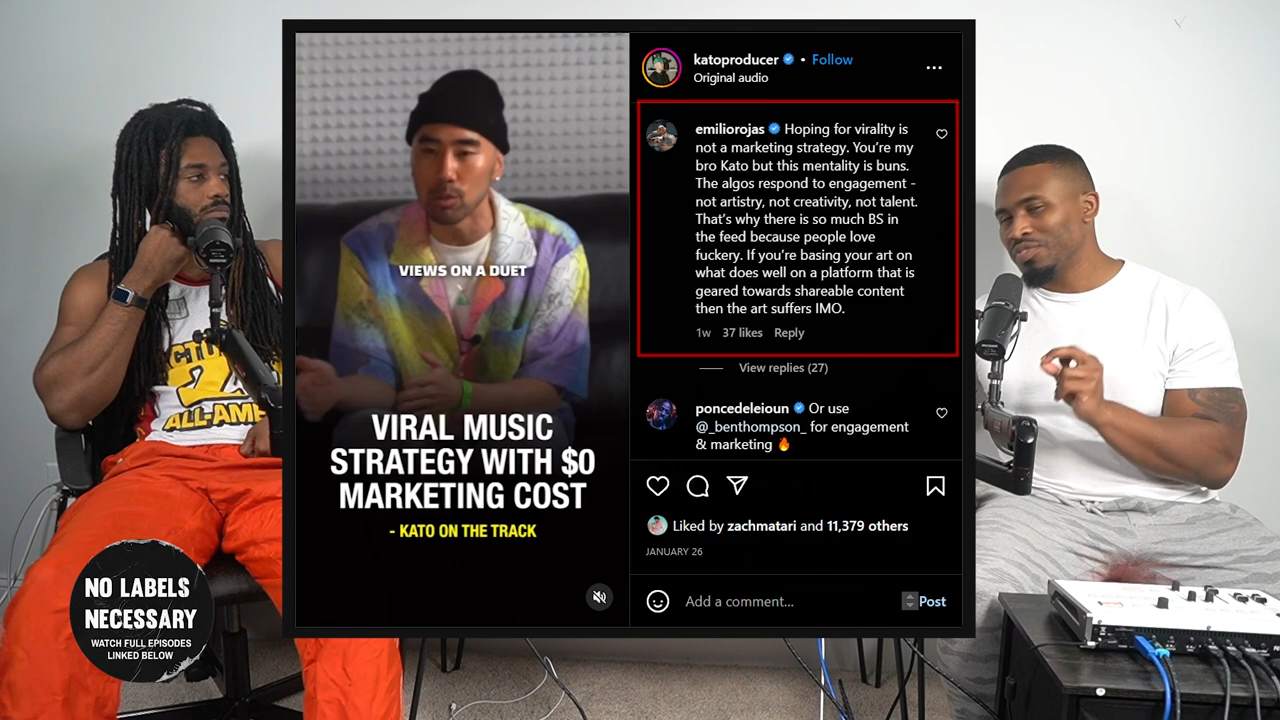 VIEWS ON A DUET
VIRAL MUSIC
STRATEGY WITH $0
MARKETING COST
- KATO ON THE TRACK
katoproducer • Follow
Original audio
emiliorojas Hoping for virality is
not a marketing strategy. You're my
bro Kato but this mentality is buns.
The algos respond to engagement -
not artistry, not creativity, not talent.
That's why there is so much BS in
the feed because people love
fuckery. If you're basing your art on
what does well on a platform that is
geared towards shareable content
then the art suffers IMO.
1w 37 likes Reply
View replies (27)
poncedeleioun Or use
@_benthompson_ for engagement
& marketing 🔥
Liked by zachmatari and 11,379 others
JANUARY 26
Add a comment... Post
ALL-AME
NO LABELS
NECESSARY
WATCH FULL EPISODES
LINKED BELOW